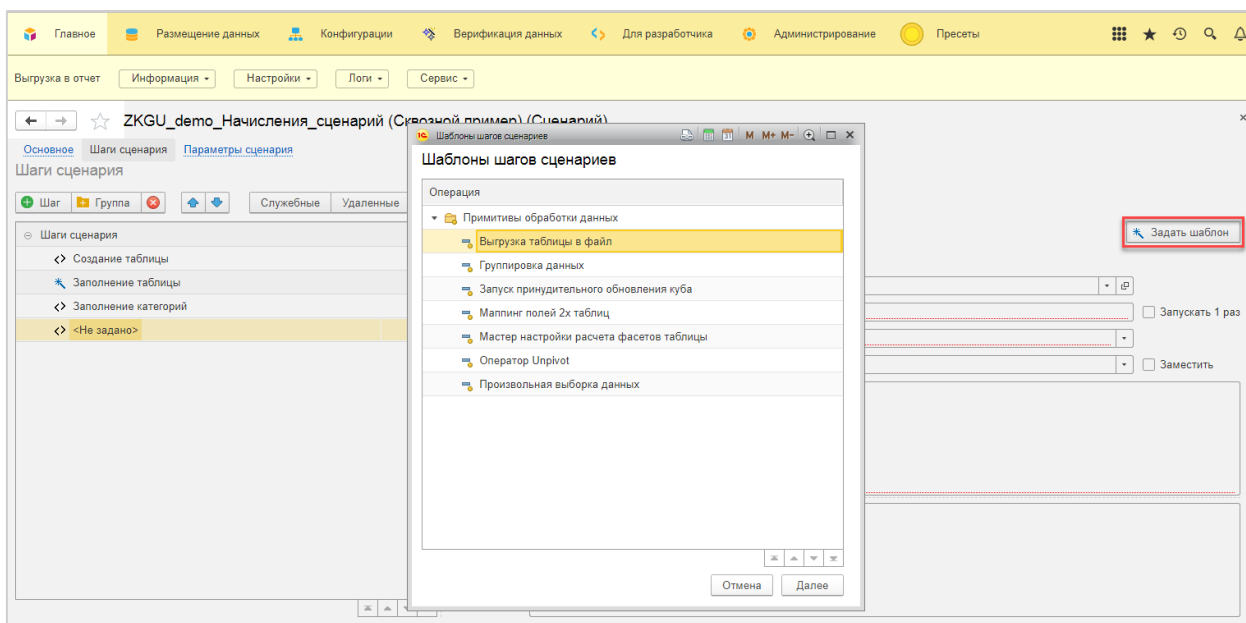 Главное Размещение данных Конфигурации Верификация данных Для разработчика Администрирование Пресеты
Выгрузка в отчет Информация Настройки Логи Сервис
ZKGU_demo_Начисления_сценарий (Сквозной пример) (Сценарий)
Основное Шаги сценария Параметры сценария
Шаги сценария
Шаг Группа Служебные Удаленные
Шаги сценария
Создание таблицы
Заполнение таблицы
Заполнение категорий
<Не задано>
Шаблоны шагов сценариев M M+ M-
Шаблоны шагов сценариев
Операция
Примитивы обработки данных
Выгрузка таблицы в файл
Группировка данных
Запуск принудительного обновления куба
Маппинг полей 2х таблиц
Мастер настройки расчета фасетов таблицы
Оператор Unpivot
Произвольная выборка данных
Отмена Далее
Задать шаблон
Запускать 1 раз
Заместить